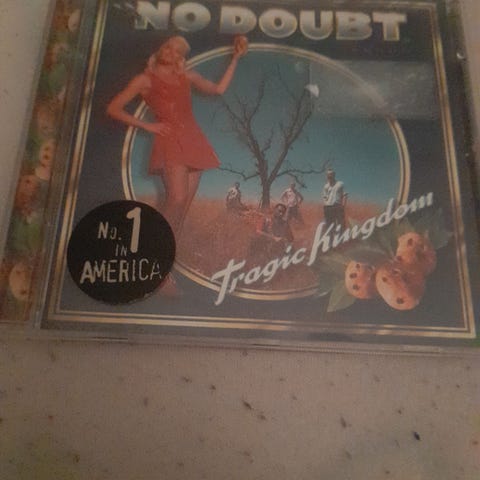 NO DOUBT
Tragic Kingdom
No. 1
IN
AMERICA